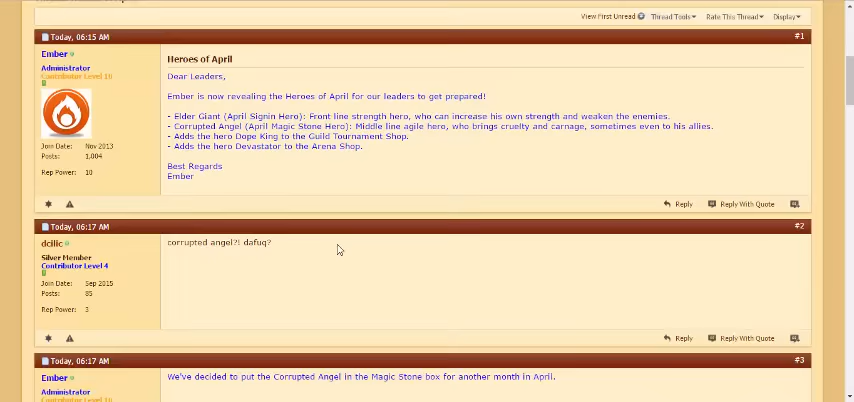 View First Unread Thread Tools Rate This Thread Display
Today, 06:15 AM #1
Ember
Administrator
Contributor Level 10
Join Date: Nov 2013
Posts: 1,004
Rep Power: 10
Heroes of April
Dear Leaders,
Ember is now revealing the Heroes of April for our leaders to get prepared!
- Elder Giant (April Signin Hero): Front line strength hero, who can increase his own strength and weaken the enemies.
- Corrupted Angel (April Magic Stone Hero): Middle line agile hero, who brings cruelty and carnage, sometimes even to his allies.
- Adds the hero Dope King to the Guild Tournament Shop.
- Adds the hero Devastator to the Arena Shop.
Best Regards
Ember
Reply Reply With Quote
Today, 06:17 AM #2
dcilic
Silver Member
Contributor Level 4
Join Date: Sep 2015
Posts: 85
Rep Power: 3
corrupted angel?! dafuq?
Reply Reply With Quote
Today, 06:17 AM #3
Ember
Administrator
We've decided to put the Corrupted Angel in the Magic Stone box for another month in April.